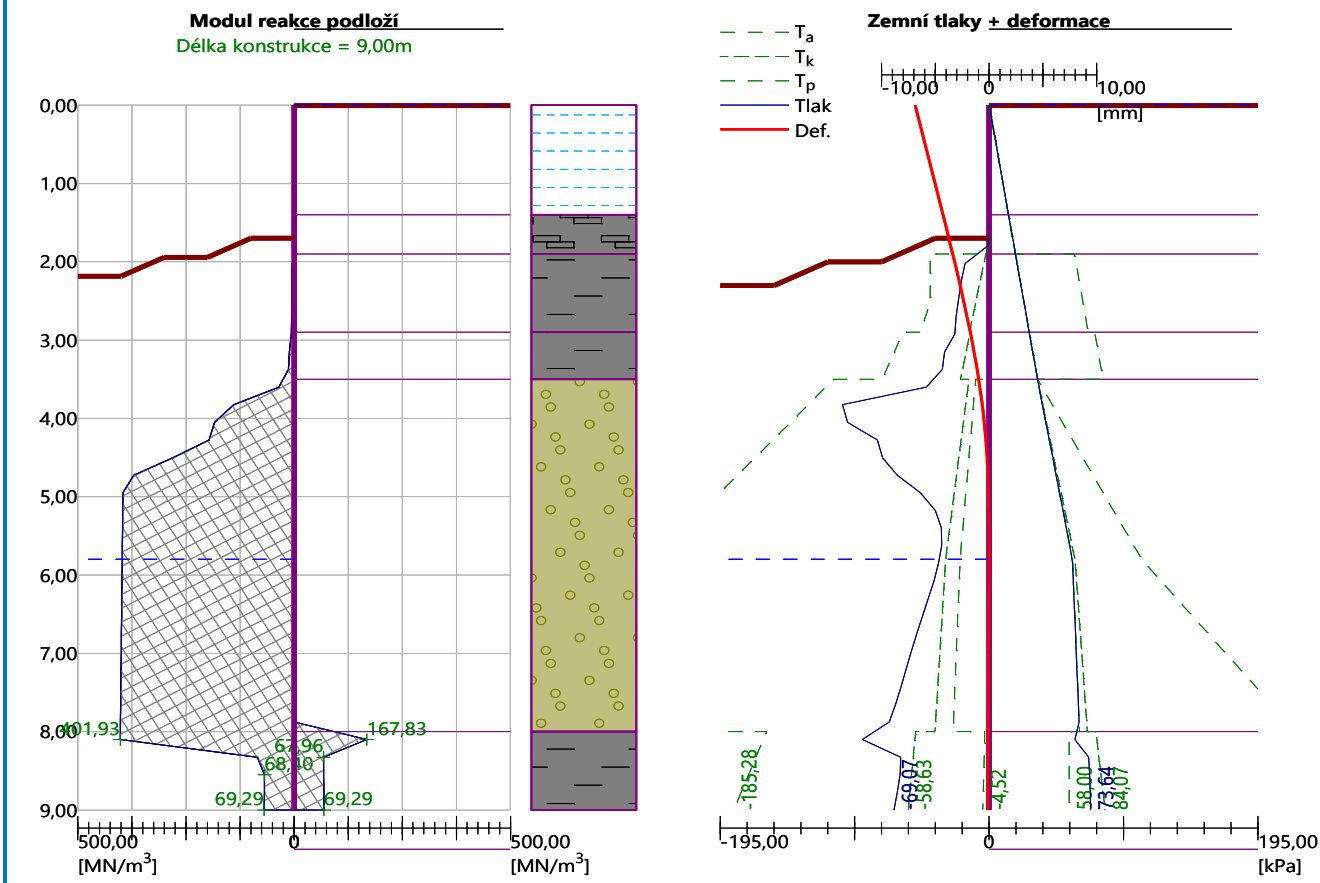 Modul reakce podloží
Délka konstrukce = 9,00m
0,00
1,00
2,00
3,00
4,00
5,00
6,00
7,00
8,00
9,00
401,93
167,83
67,96
68,40
69,29
69,29
500,00
0
500,00
[MN/m³]
[MN/m³]
Zemní tlaky + deformace
Ta
Tk
Tp
Tlak
Def.
-10,00
0
10,00
[mm]
-185,28
-69,07
-58,63
-4,52
58,00
73,64
84,07
-195,00
0
195,00
[kPa]